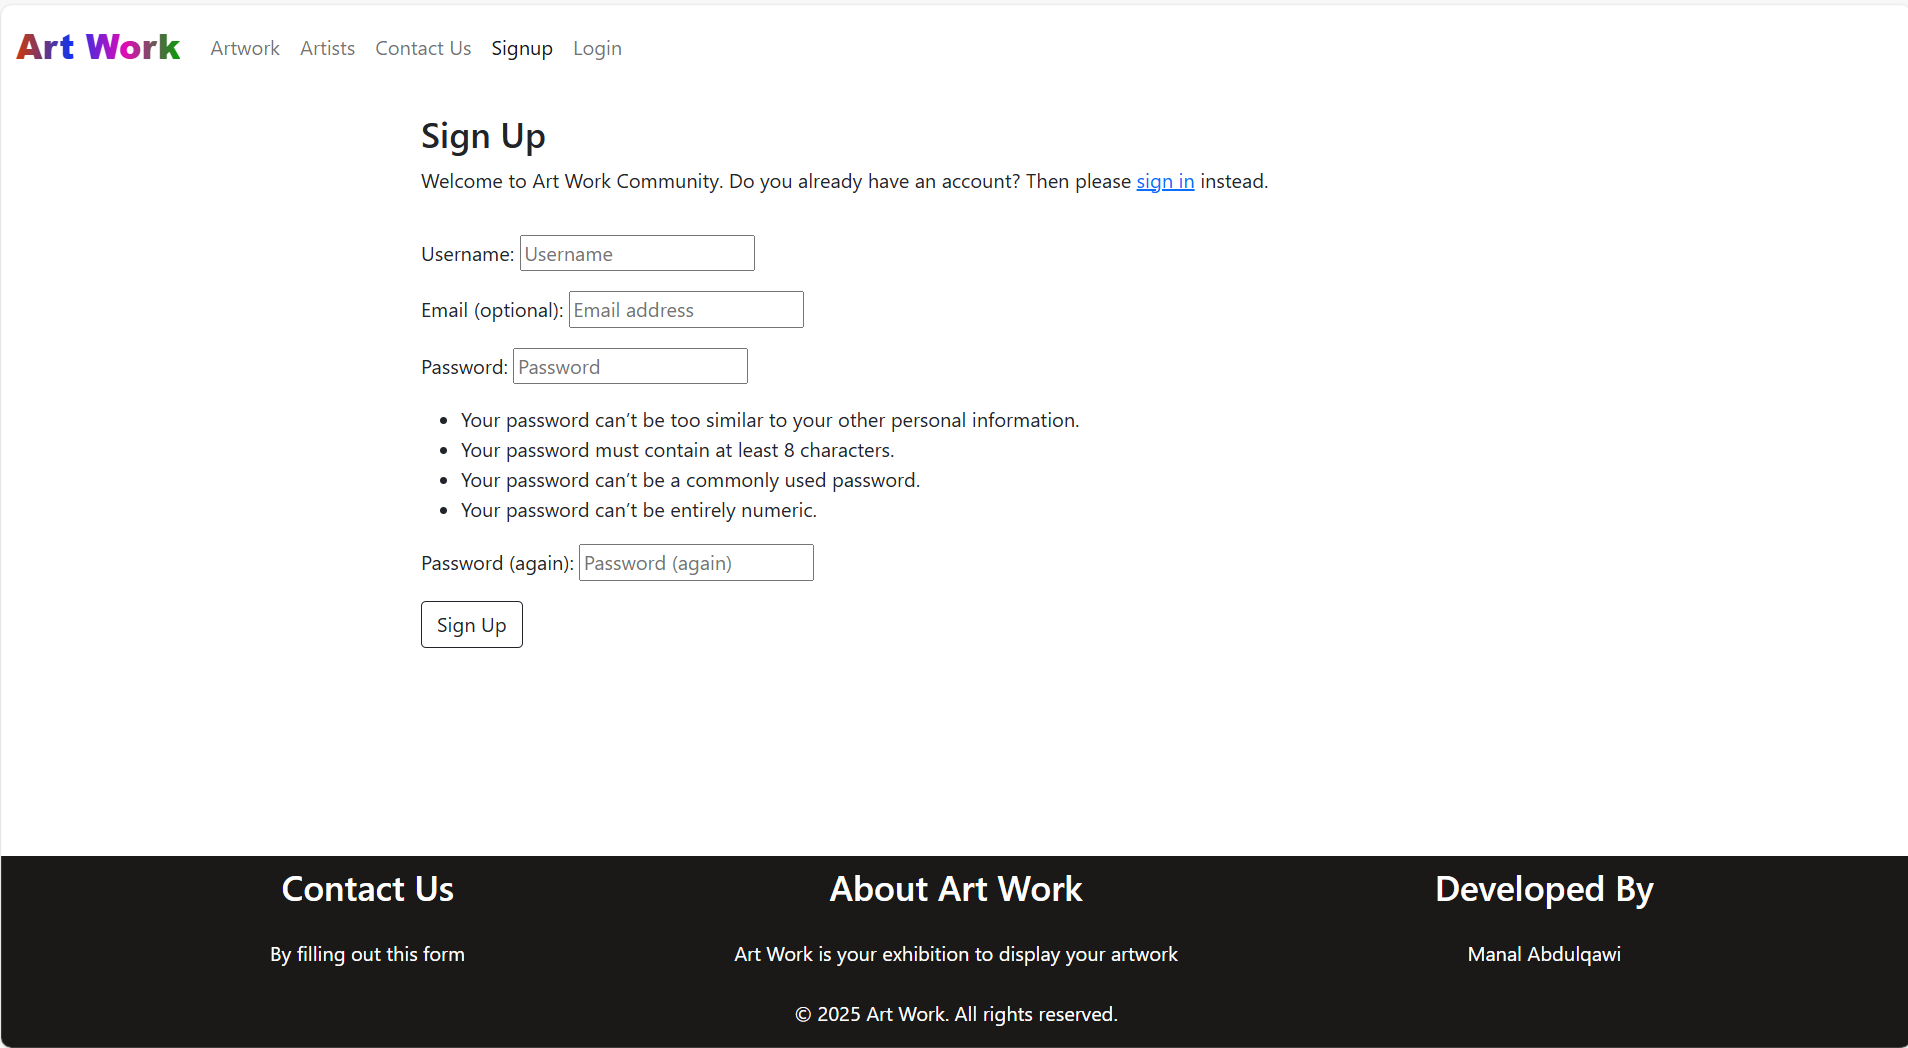 Art Work Artwork Artists Contact Us Signup Login
Sign Up
Welcome to Art Work Community. Do you already have an account? Then please sign in instead.
Username: Username
Email (optional): Email address
Password: Password
• Your password can’t be too similar to your other personal information.
• Your password must contain at least 8 characters.
• Your password can’t be a commonly used password.
• Your password can’t be entirely numeric.
Password (again): Password (again)
Sign Up
Contact Us
By filling out this form
About Art Work
Art Work is your exhibition to display your artwork
Developed By
Manal Abdulqawi
© 2025 Art Work. All rights reserved.